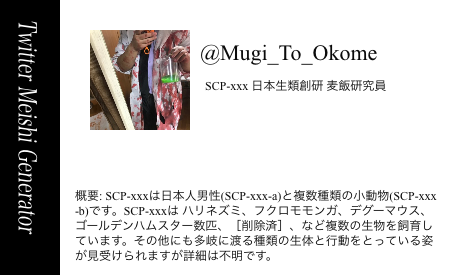 Twitter Meishi Generator
@Mugi_To_Okome
SCP-xxx 日本生類創研 麦飯研究員
概要: SCP-xxxは日本人男性(SCP-xxx-a)と複数種類の小動物(SCP-xxx
-b)です。SCP-xxxは ハリネズミ、フクロモモンガ、デグーマウス、
ゴールデンハムスター数匹、［削除済］、など複数の生物を飼育し
ています。その他にも多岐に渡る種類の生体と行動をとっている姿
が見受けられますが詳細は不明です。